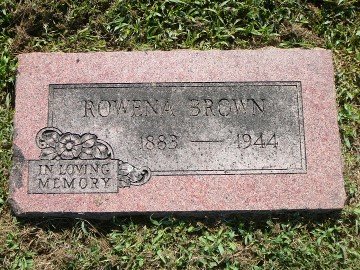 ROWENA BROWN
1883 — 1944
IN LOVING
MEMORY